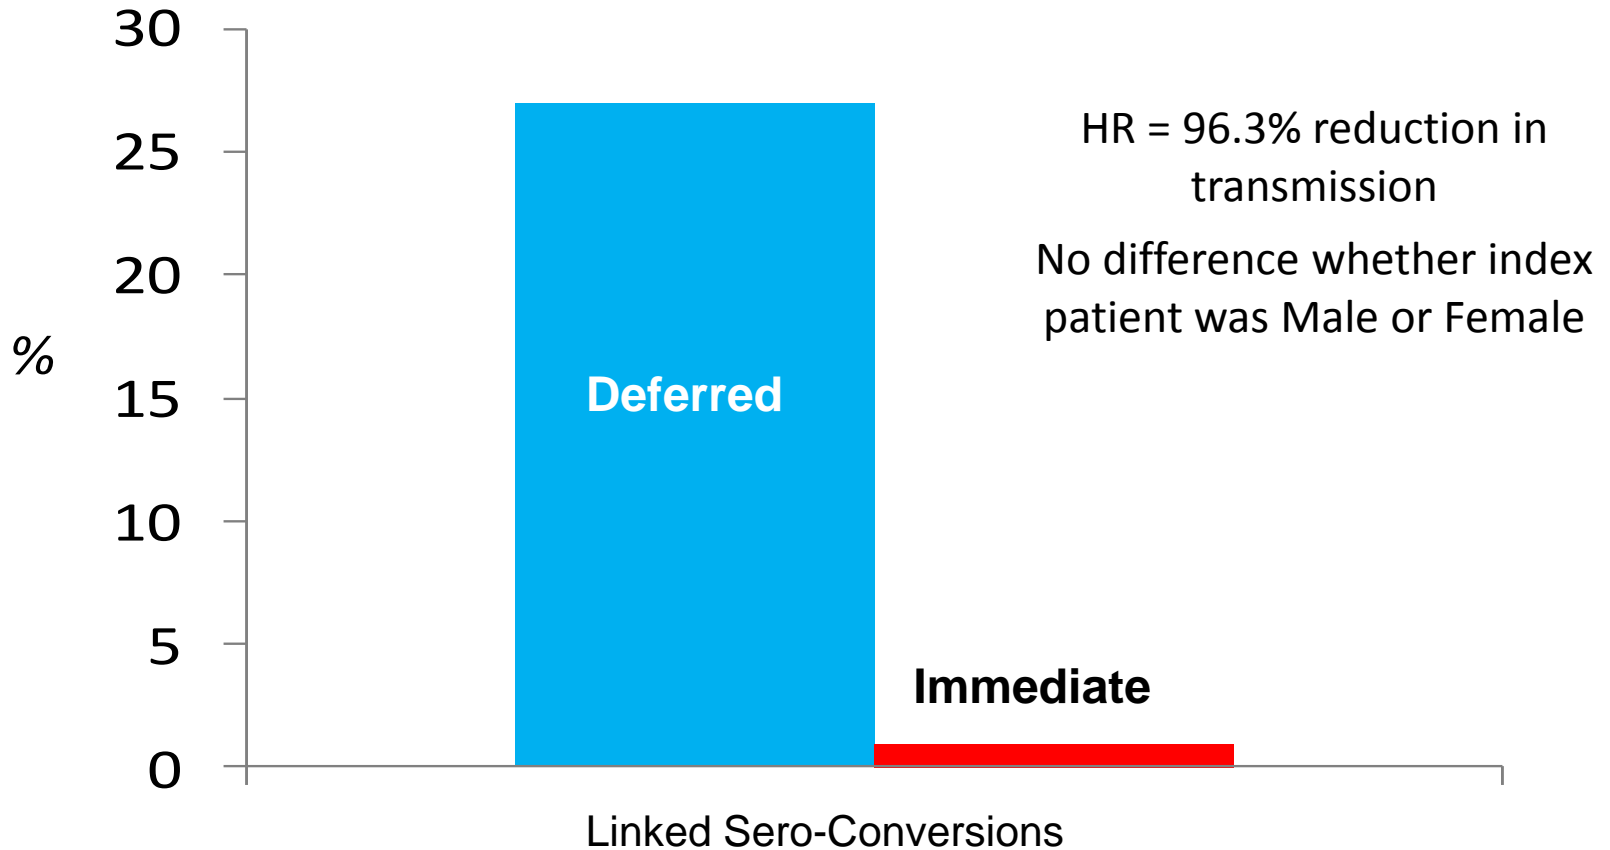 30
25
20
15
10
5
0
%
HR = 96.3% reduction in
transmission
No difference whether index
patient was Male or Female
Deferred
Immediate
Linked Sero-Conversions